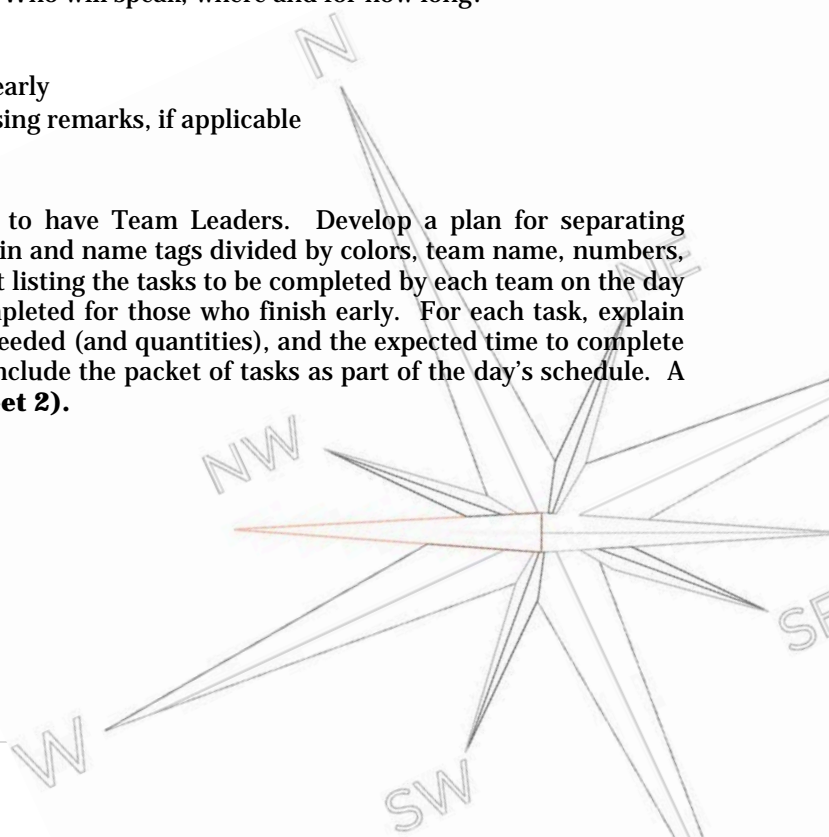 Who will speak, where and for how long?
early
sing remarks, if applicable
to have Team Leaders. Develop a plan for separating
in and name tags divided by colors, team name, numbers,
t listing the tasks to be completed by each team on the day
pleted for those who finish early. For each task, explain
eeded (and quantities), and the expected time to complete
nclude the packet of tasks as part of the day's schedule. A
et 2).
N
NE
NW
SE
W
SW